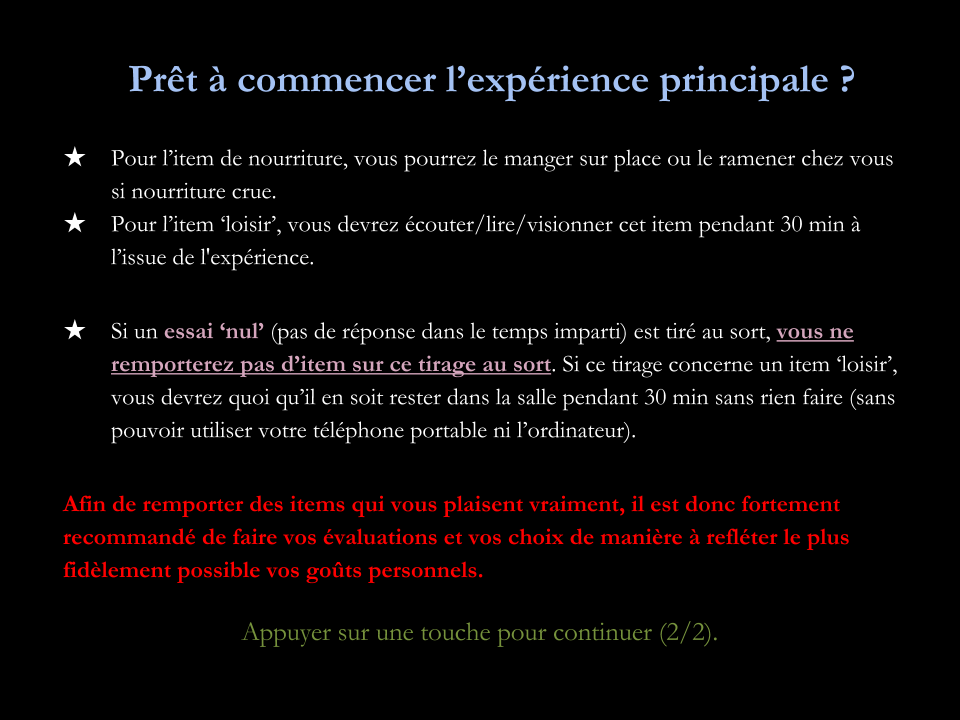 Prêt à commencer l’expérience principale ?
★ Pour l’item de nourriture, vous pourrez le manger sur place ou le ramener chez vous
si nourriture crue.
★ Pour l’item ‘loisir’, vous devrez écouter/lire/visionner cet item pendant 30 min à
l’issue de l'expérience.
★ Si un essai ‘nul’ (pas de réponse dans le temps imparti) est tiré au sort, vous ne
remporterez pas d’item sur ce tirage au sort. Si ce tirage concerne un item ‘loisir’,
vous devrez quoi qu’il en soit rester dans la salle pendant 30 min sans rien faire (sans
pouvoir utiliser votre téléphone portable ni l’ordinateur).
Afin de remporter des items qui vous plaisent vraiment, il est donc fortement
recommandé de faire vos évaluations et vos choix de manière à refléter le plus
fidèlement possible vos goûts personnels.
Appuyer sur une touche pour continuer (2/2).